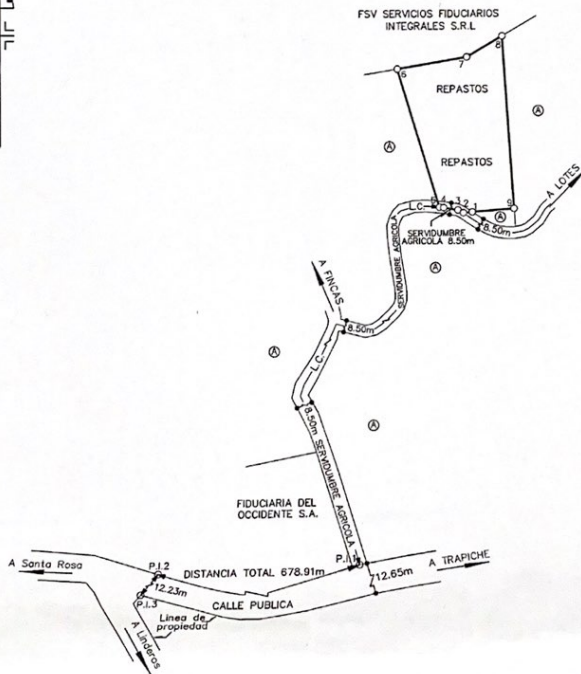 FSV SERVICIOS FIDUCIARIOS
INTEGRALES S.R.L
8
7
6
REPASTOS
A
A
REPASTOS
A LOTES
5 4 3 2 1
9
L.C.
A
8.50m
SERVIDUMBRE
AGRICOLA 8.50m
SERVIDUMBRE AGRICOLA
A
A FINCAS
8.50m
A
L.C.
8.50m
SERVIDUMBRE AGRICOLA
A
FIDUCIARIA DEL
OCCIDENTE S.A.
P.I.1
A Santa Rosa
P.I.2
DISTANCIA TOTAL 678.91m
A TRAPICHE
12.23m
12.65m
P.I.3
CALLE PUBLICA
Linea de
propiedad
A Linderos